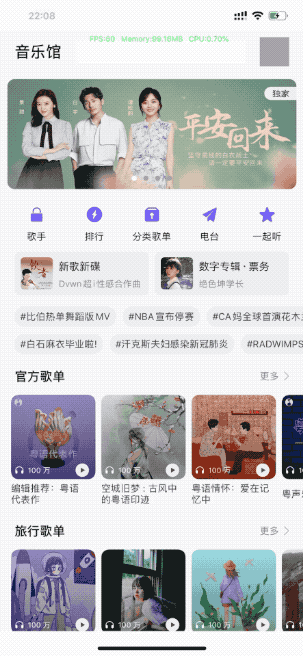 22:08
FPS:60 Memory:99.16MB CPU:0.70%
音乐馆
独家
平安回来
歌手
排行
分类歌单
电台
一起听
新歌新碟
Dvwn超i性感合作曲
数字专辑·票务
绝色坤学长
#比伯热单舞蹈版MV
#NBA宣布停赛
#CA妈全球首演花木
#白石麻衣毕业啦!
#汗克斯夫妇感染新冠肺炎
#RADWIMPS
官方歌单
更多
粤语代表作
100万
100万
100万
编辑推荐：粤语代表作
空城旧梦：古风中的粤语印迹
粤语情怀：爱在记忆中
粤声
旅行歌单
更多
100万
100万
100万